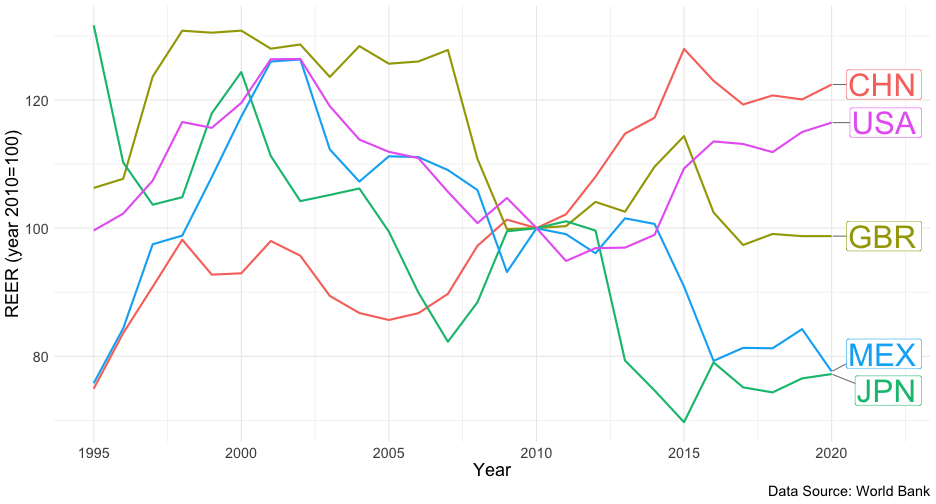 REER (year 2010=100)
120
100
80
CHN
USA
GBR
MEX
JPN
1995 2000 2005 2010 2015 2020
Year
Data Source: World Bank